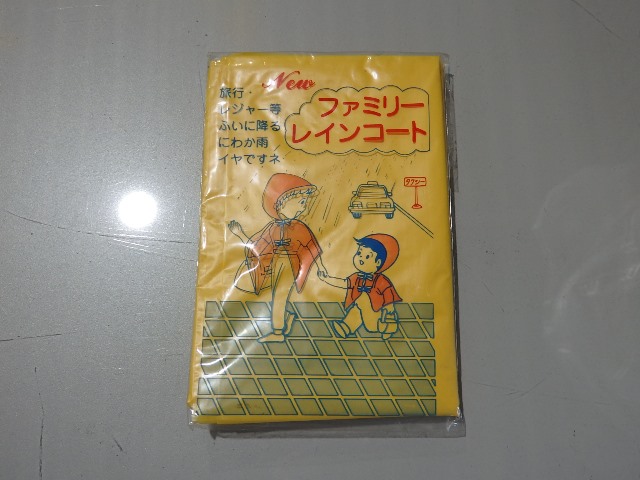 New
ファミリー
レインコート
旅行・
レジャー等
ふいに降る
にわか雨
イヤですネ
タクシー